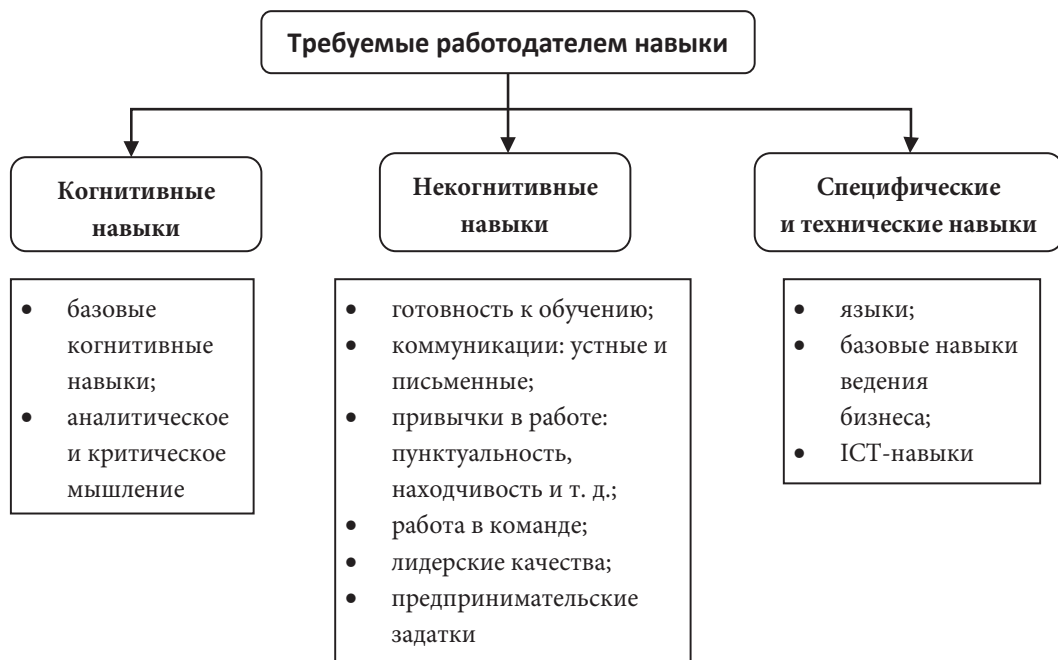 Требуемые работодателем навыки
Когнитивные
навыки
• базовые
когнитивные
навыки;
• аналитическое
и критическое
мышление
Некогнитивные
навыки
• готовность к обучению;
• коммуникации: устные и
письменные;
• привычки в работе:
пунктуальность,
находчивость и т. д.;
• работа в команде;
• лидерские качества;
• предпринимательские
задатки
Специфические
и технические навыки
• языки;
• базовые навыки
ведения
бизнеса;
• ICT-навыки